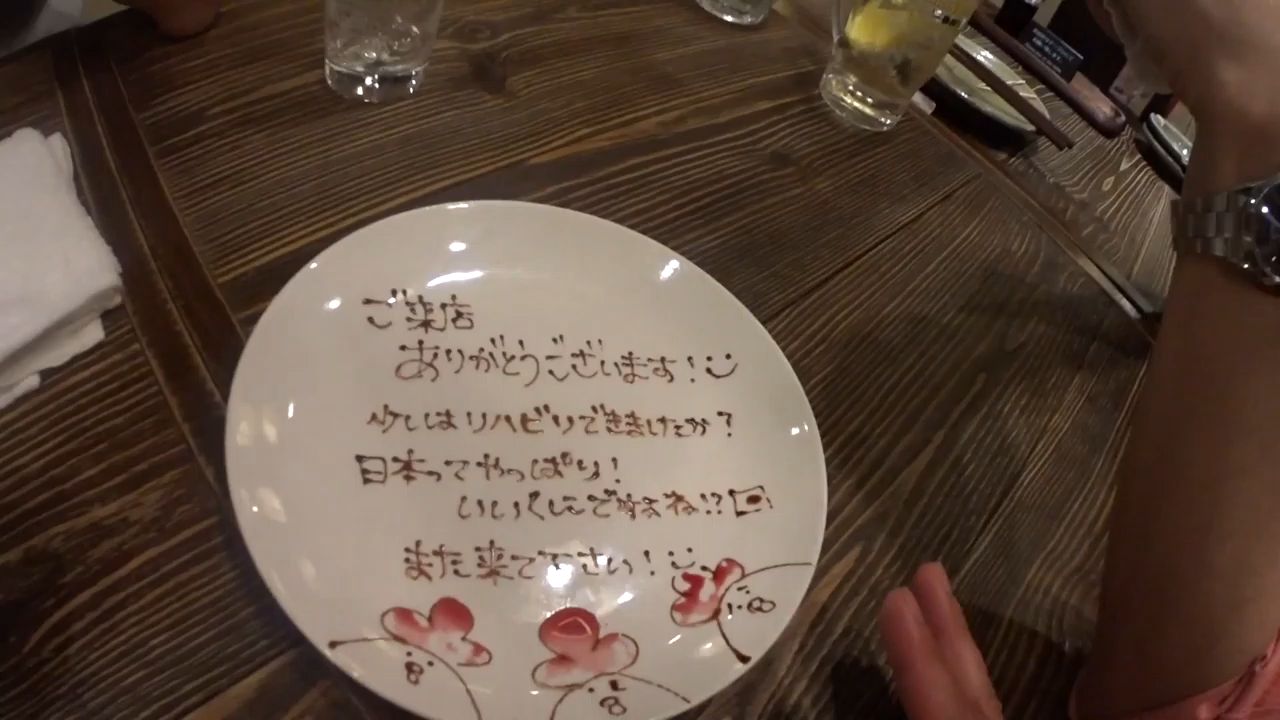 ご来店
ありがとうございます!
少しはリハビリできましたか?
日本ってやっぱり!
いいくにですよね!?
また来て下さい!